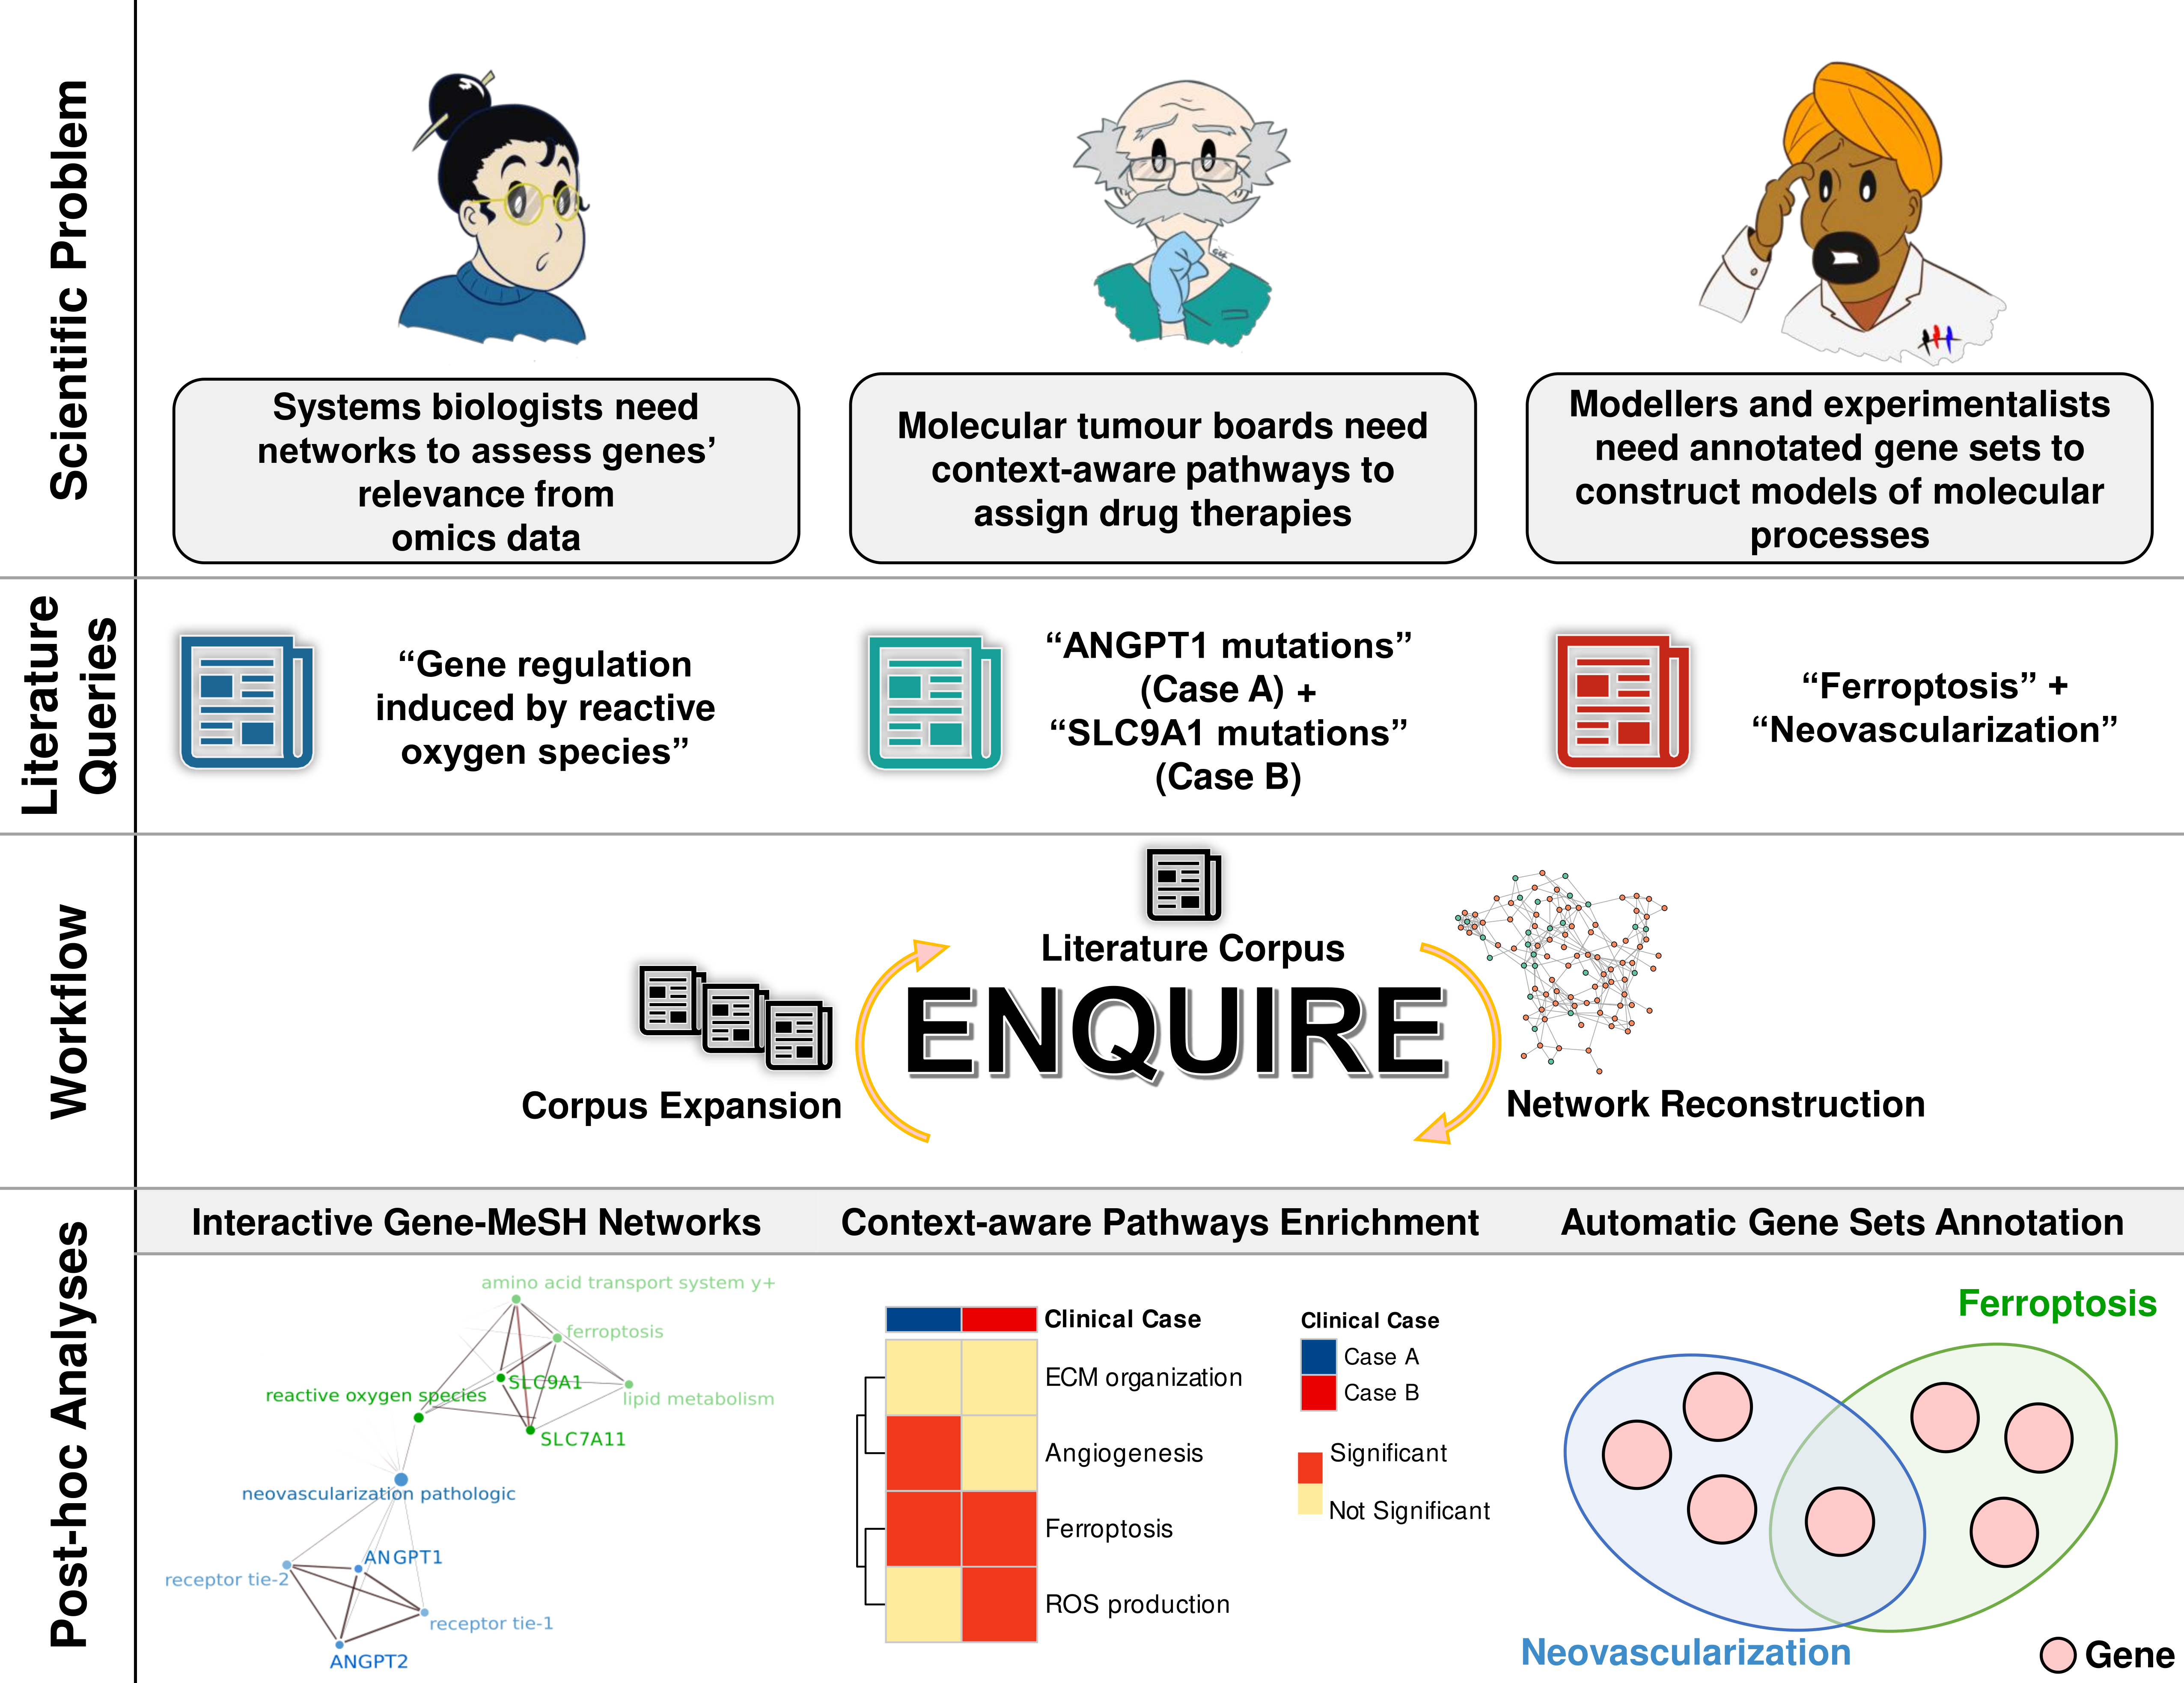 Scientific Problem
Systems biologists need
networks to assess genes’
relevance from
omics data
Molecular tumour boards need
context-aware pathways to
assign drug therapies
Modellers and experimentalists
need annotated gene sets to
construct models of molecular
processes
Literature
Queries
“Gene regulation
induced by reactive
oxygen species”
“ANGPT1 mutations”
(Case A) +
“SLC9A1 mutations”
(Case B)
“Ferroptosis” +
“Neovascularization”
Workflow
Literature Corpus
ENQUIRE
Corpus Expansion
Network Reconstruction
Post-hoc Analyses
Interactive Gene-MeSH Networks
amino acid transport system y+
ferroptosis
SLC9A1
reactive oxygen species
lipid metabolism
SLC7A11
neovascularization pathologic
ANGPT1
receptor tie-2
receptor tie-1
ANGPT2
Context-aware Pathways Enrichment
Clinical Case
ECM organization
Angiogenesis
Ferroptosis
ROS production
Clinical Case
Case A
Case B
Significant
Not Significant
Automatic Gene Sets Annotation
Ferroptosis
Neovascularization
Gene